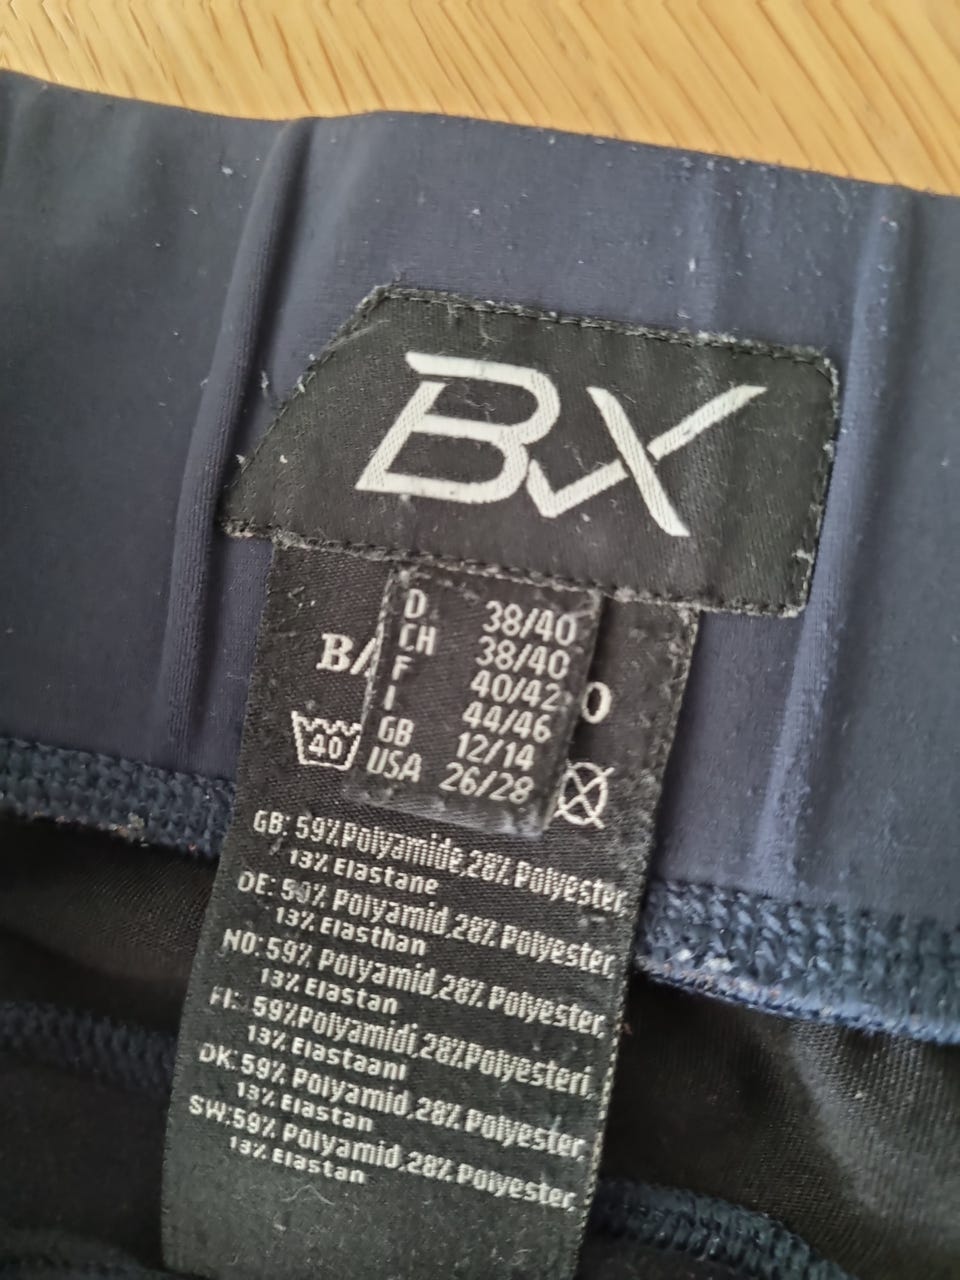 BX
D 38/40
CH 38/40
F 40/42
I 44/46
GB 12/14
USA 26/28
40
GB: 59% Polyamide, 28% Polyester,
13% Elastane
DE: 59% Polyamid, 28% Polyester,
13% Elasthan
NO: 59% Polyamid, 28% Polyester,
13% Elastan
FI: 59% Polyamidi, 28% Polyesteri,
13% Elastaani
DK: 59% Polyamid, 28% Polyester,
13% Elastan
SW: 59% Polyamid, 28% Polyester,
13% Elastan